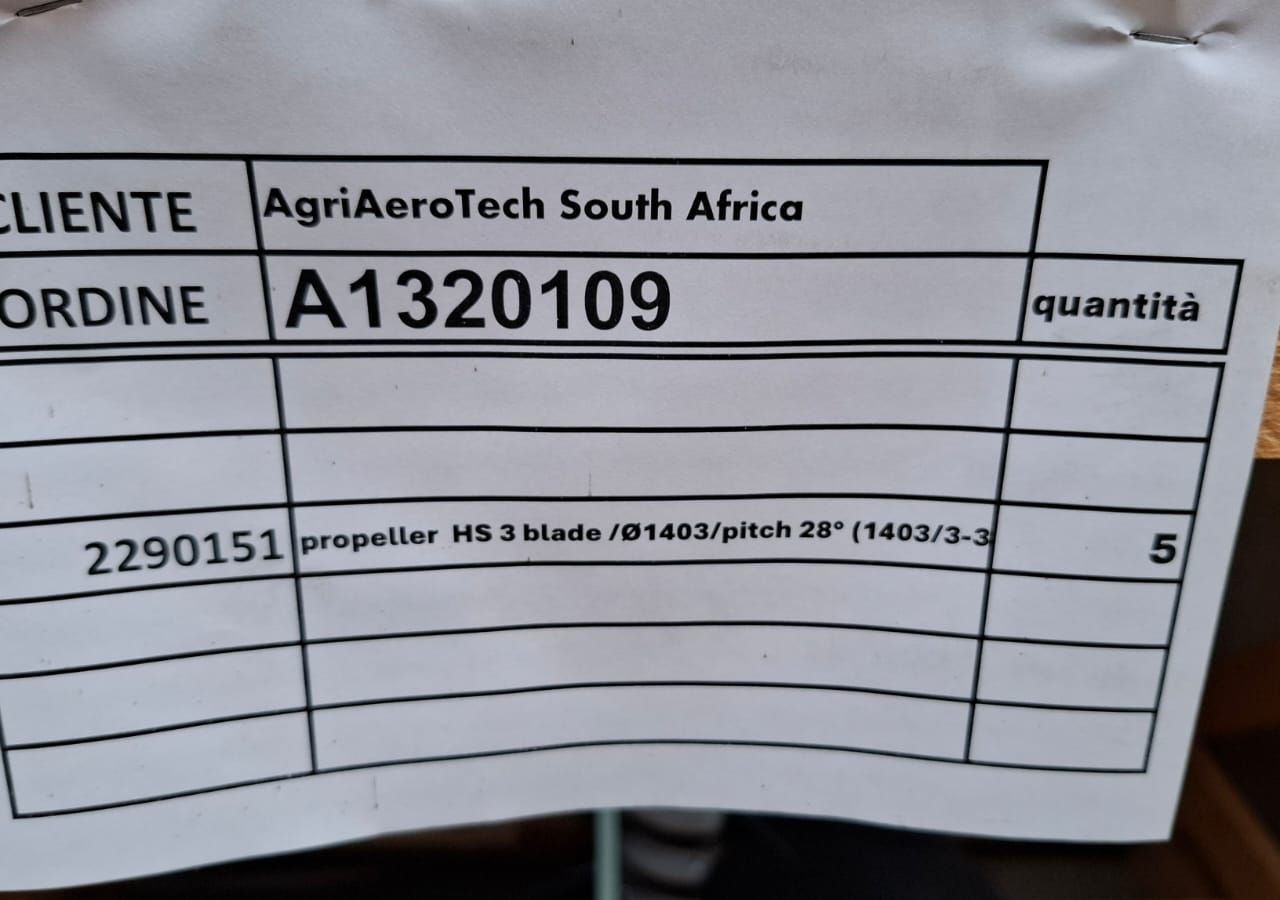 CLIENTE AgriAeroTech South Africa
ORDINE A1320109 quantità
2290151 propeller HS 3 blade /Ø1403/pitch 28° (1403/3-3 5